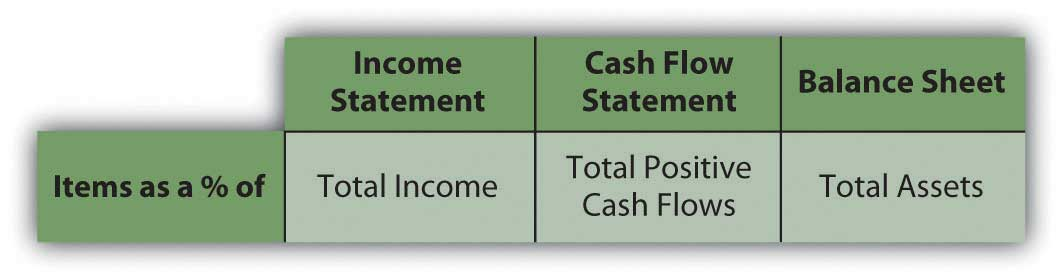 Income
Statement
Cash Flow
Statement
Balance Sheet
Items as a % of
Total Income
Total Positive
Cash Flows
Total Assets